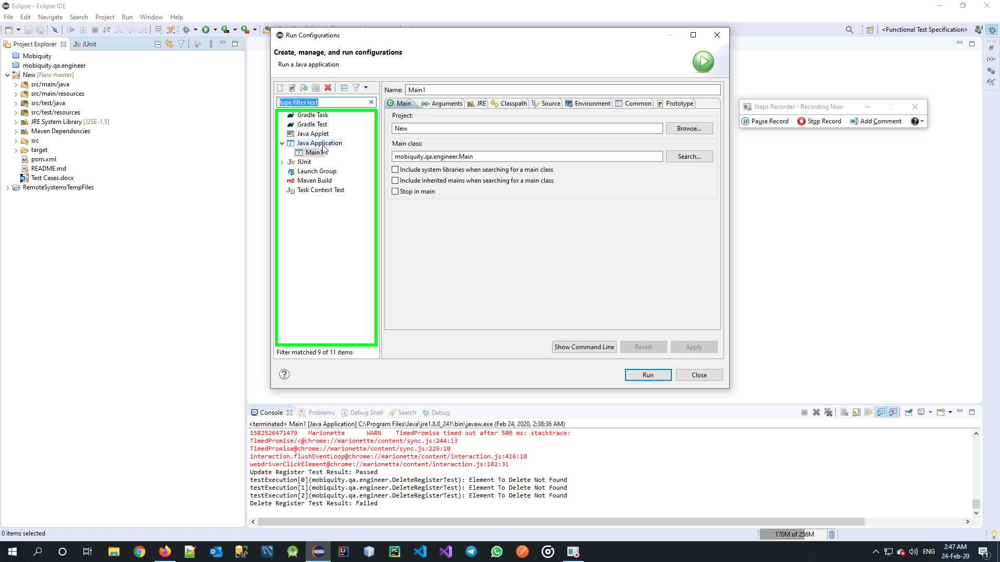 Eclipse - Eclipse IDE
File Edit Navigate Search Project Run Window Help
<Functional Test Specification>
Project Explorer
JUnit
Mobiquity
mobiquity.qa.engineer
New [New master]
src/main/java
src/main/resources
src/test/java
src/test/resources
JRE System Library [J2SE-1.5]
Maven Dependencies
src
target
pom.xml
README.md
Test Cases.docx
RemoteSystemsTempFiles
0 items selected
Run Configurations
Create, manage, and run configurations
Run a Java application
type filter text
Gradle Task
Gradle Test
Java Applet
Java Application
Main1
JUnit
Launch Group
Maven Build
Task Context Test
Filter matched 9 of 11 items
Name: Main1
Main Arguments JRE Classpath Source Environment Common Prototype
Project:
New
Browse...
Main class:
mobiquity.qa.engineer.Main
Search...
Include system libraries when searching for a main class
Include inherited mains when searching for a main class
Stop in main
Show Command Line Revert Apply
Run Close
Steps Recorder - Recording Now
Pause Record Stop Record Add Comment
Console Problems Debug Shell Search Debug
<terminated> Main1 [Java Application] C:\Program Files\Java\jre1.8.0_241\bin\javaw.exe (Feb 24, 2020, 2:38:36 AM)
1582526471479 Marionette WARN TimedPromise timed out after 500 ms: stacktrace:
TimedPromise/<@chrome://marionette/content/sync.js:244:13
TimedPromise@chrome://marionette/content/sync.js:229:10
interaction.flushEventLoop@chrome://marionette/content/interaction.js:416:10
webdriverClickElement@chrome://marionette/content/interaction.js:182:31
Update Register Test Result: Passed
testExecution[0](mobiquity.qa.engineer.DeleteRegisterTest): Element To Delete Not Found
testExecution[1](mobiquity.qa.engineer.DeleteRegisterTest): Element To Delete Not Found
testExecution[2](mobiquity.qa.engineer.DeleteRegisterTest): Element To Delete Not Found
Delete Register Test Result: Failed
170M of 256M
ENG
2:47 AM
24-Feb-20